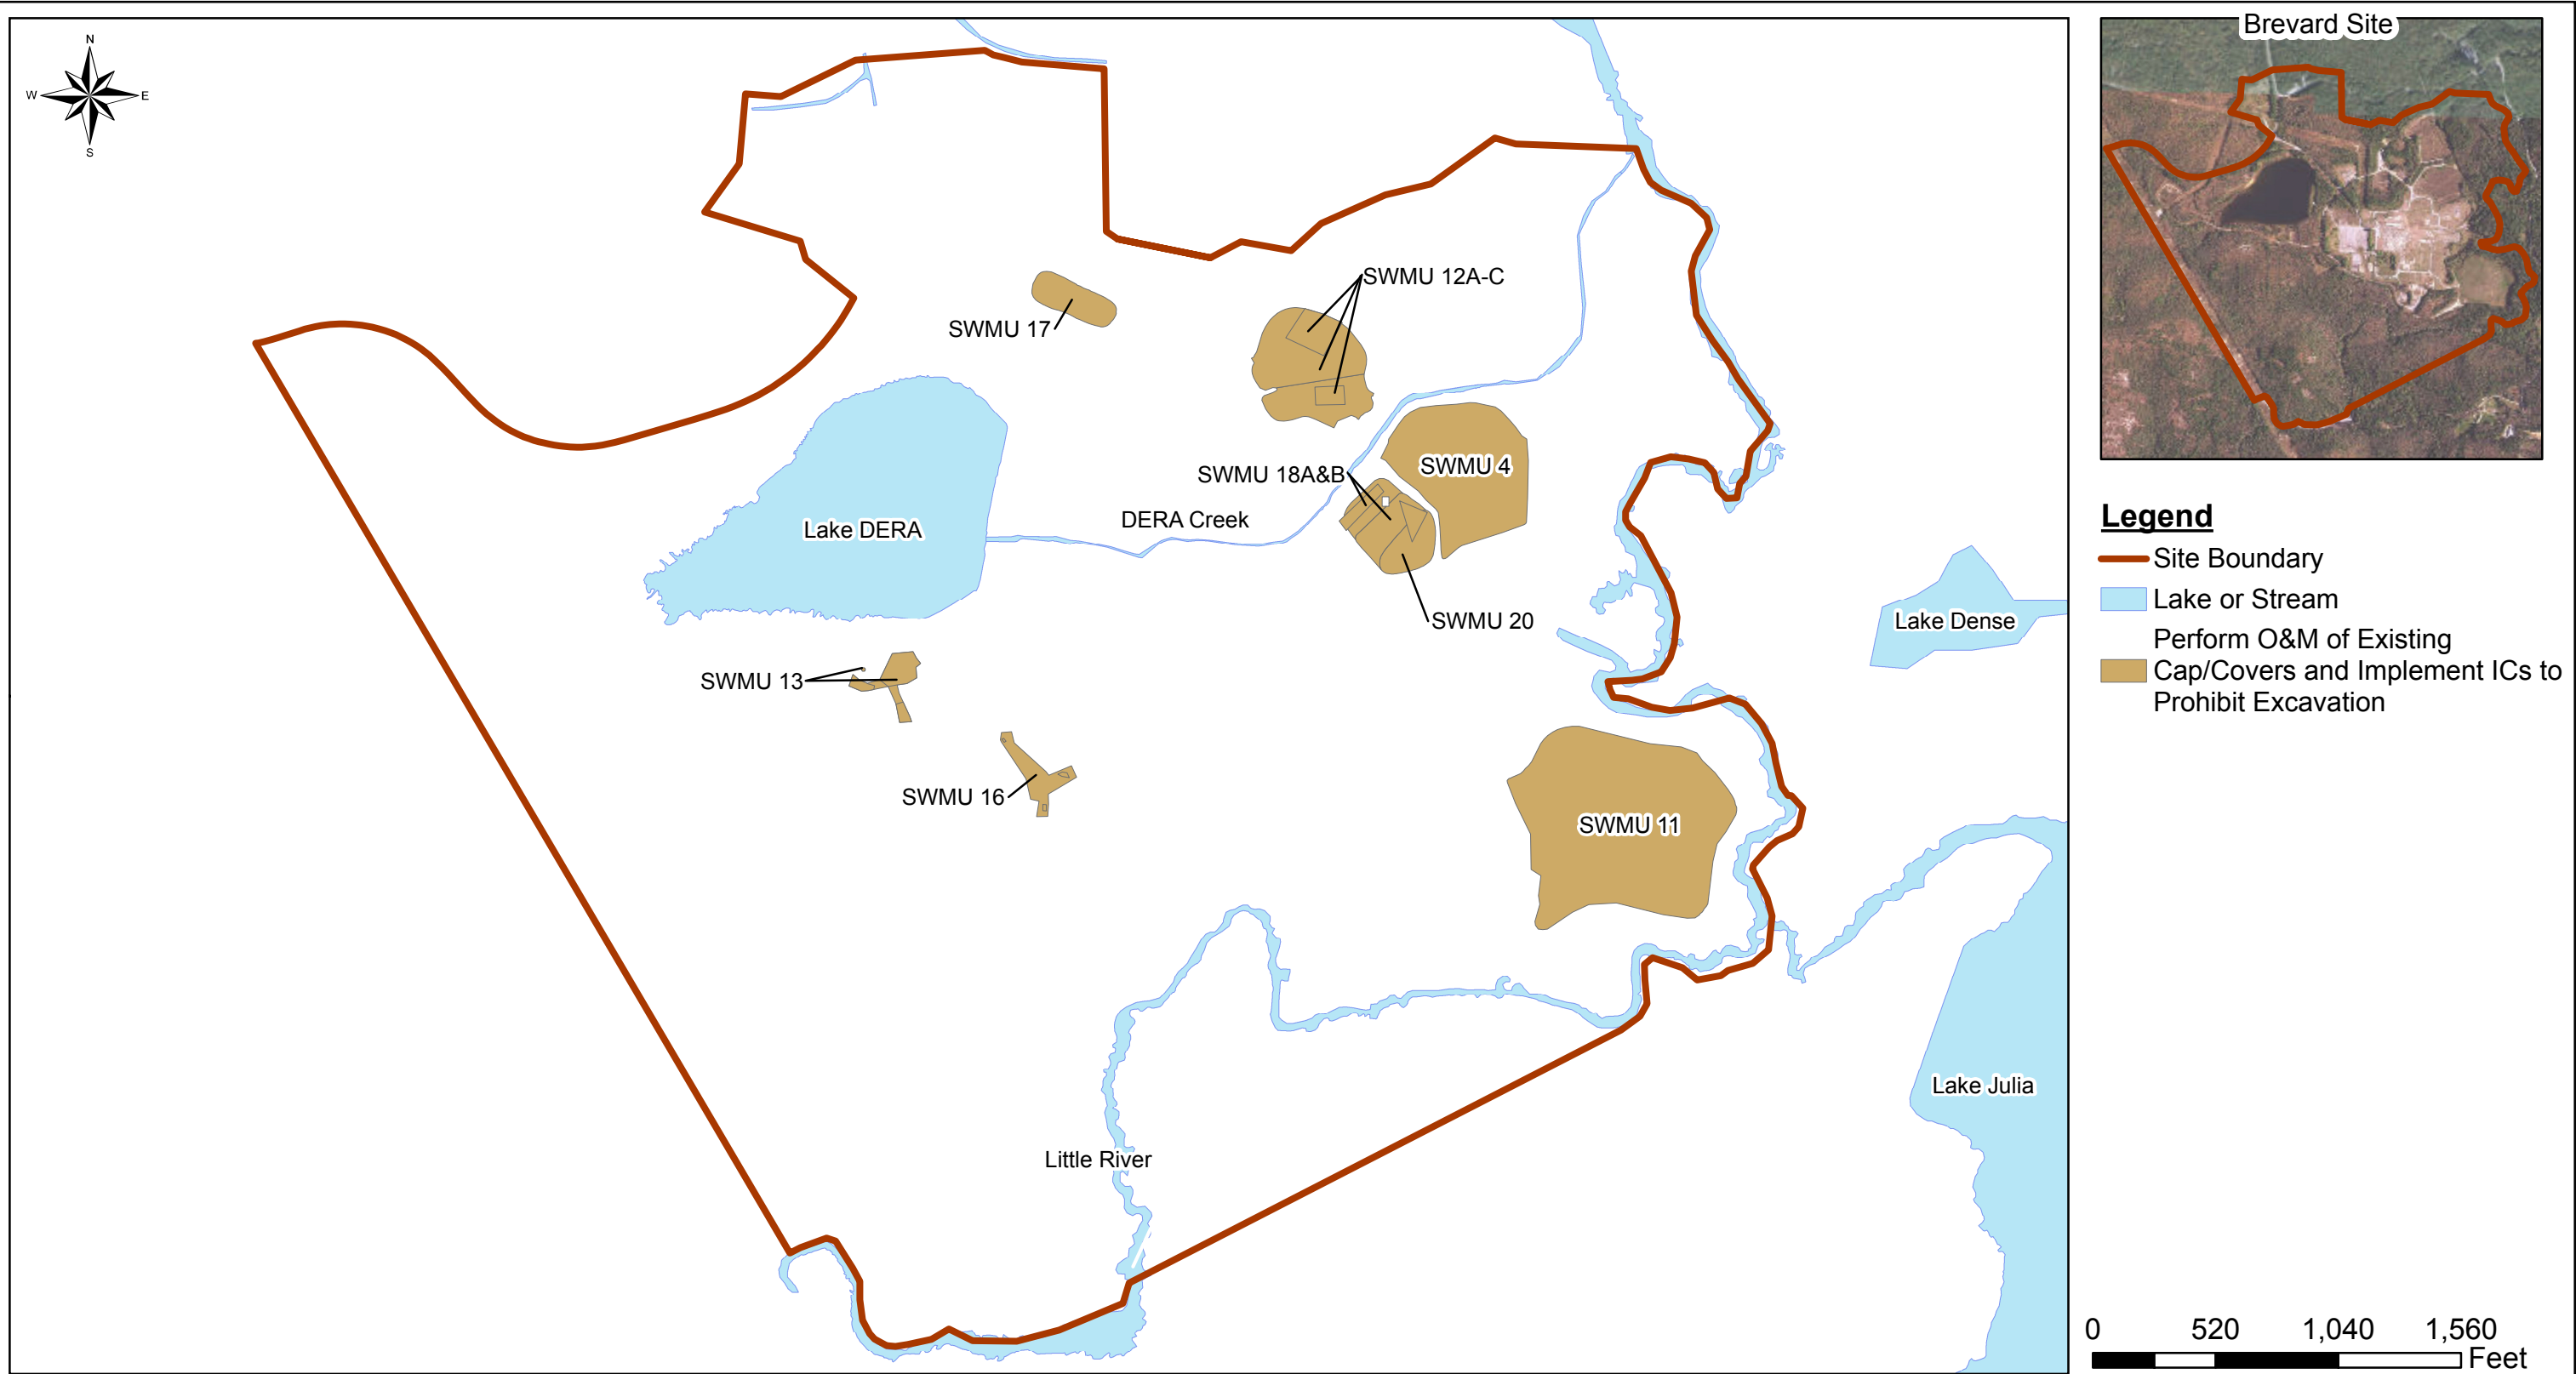 Brevard Site
N
W
E
S
SWMU 12A-C
SWMU 17
SWMU 18A&B
SWMU 4
DERA Creek
Lake DERA
SWMU 20
Lake Dense
SWMU 13
SWMU 16
SWMU 11
Lake Julia
Little River
Legend
Site Boundary
Lake or Stream
Perform O&M of Existing
Cap/Covers and Implement ICs to
Prohibit Excavation
0 520 1,040 1,560
Feet